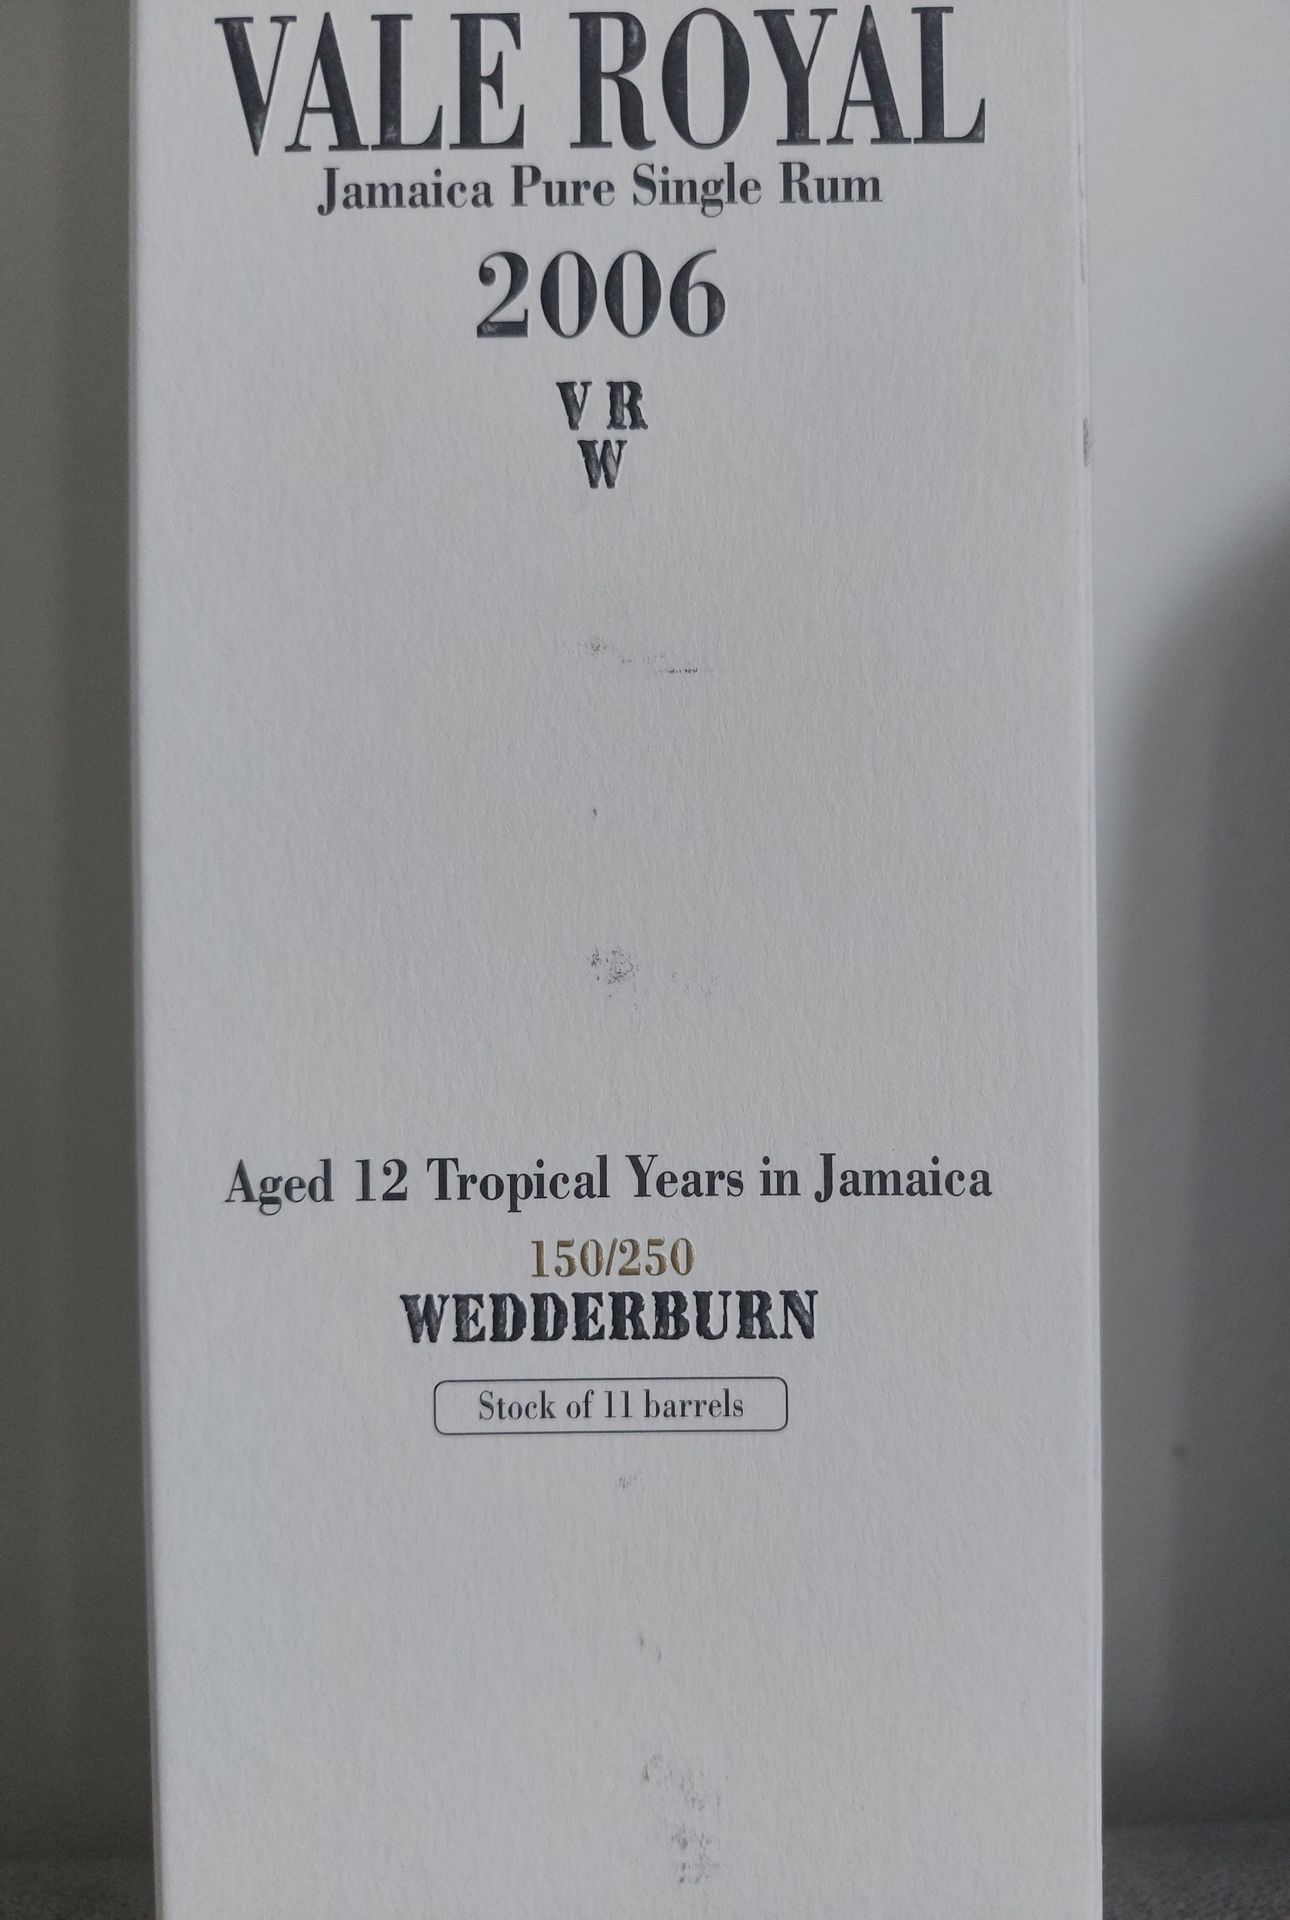 VALE ROYAL
Jamaica Pure Single Rum
2006
V R
W
Aged 12 Tropical Years in Jamaica
150/250
WEDDERBURN
Stock of 11 barrels